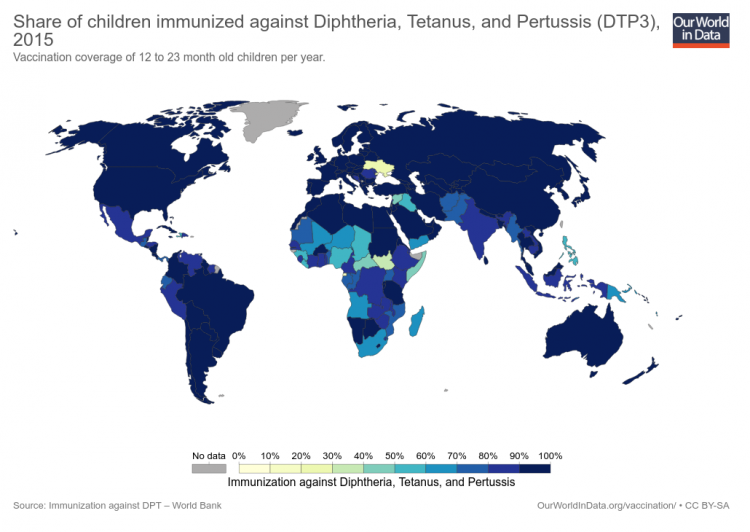 Share of children immunized against Diphtheria, Tetanus, and Pertussis (DTP3),
2015
Our World
in Data
Vaccination coverage of 12 to 23 month old children per year.
No data 0% 10% 20% 30% 40% 50% 60% 70% 80% 90% 100%
Immunization against Diphtheria, Tetanus, and Pertussis
Source: Immunization against DPT – World Bank
OurWorldInData.org/vaccination/ • CC BY-SA